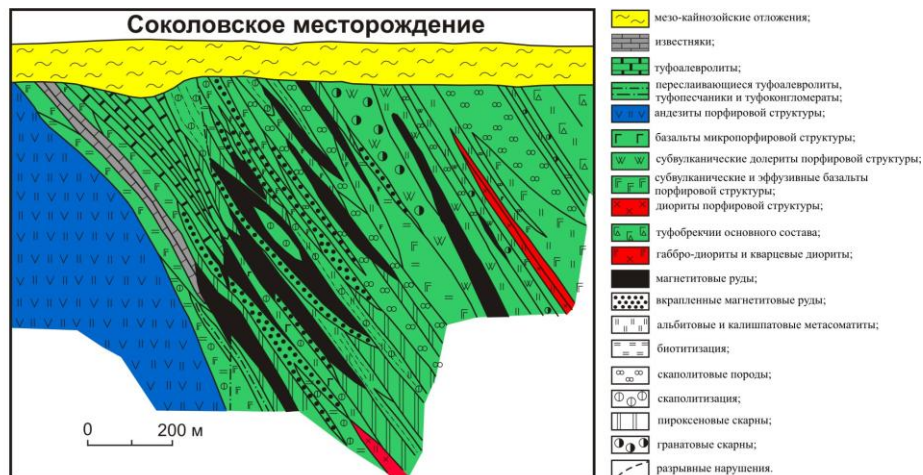 Соколовское месторождение
0 200 м
мезо-кайнозойские отложения;
известняки;
туфоалевролиты;
переслаивающиеся туфоалевролиты,
туфопесчаники и туфоконгломераты;
андезиты порфировой структуры;
базальты микропорфировой структуры;
субвулканические долериты порфировой структуры;
субвулканические и эффузивные базальты
порфировой структуры;
диориты порфировой структуры;
туфобрекчии основного состава;
габбро-диориты и кварцевые диориты;
магнетитовые руды;
вкрапленные магнетитовые руды;
альбитовые и калишпатовые метасоматиты;
биотитизация;
скаполитовые породы;
скаполитизация;
пироксеновые скарны;
гранатовые скарны;
разрывные нарушения.